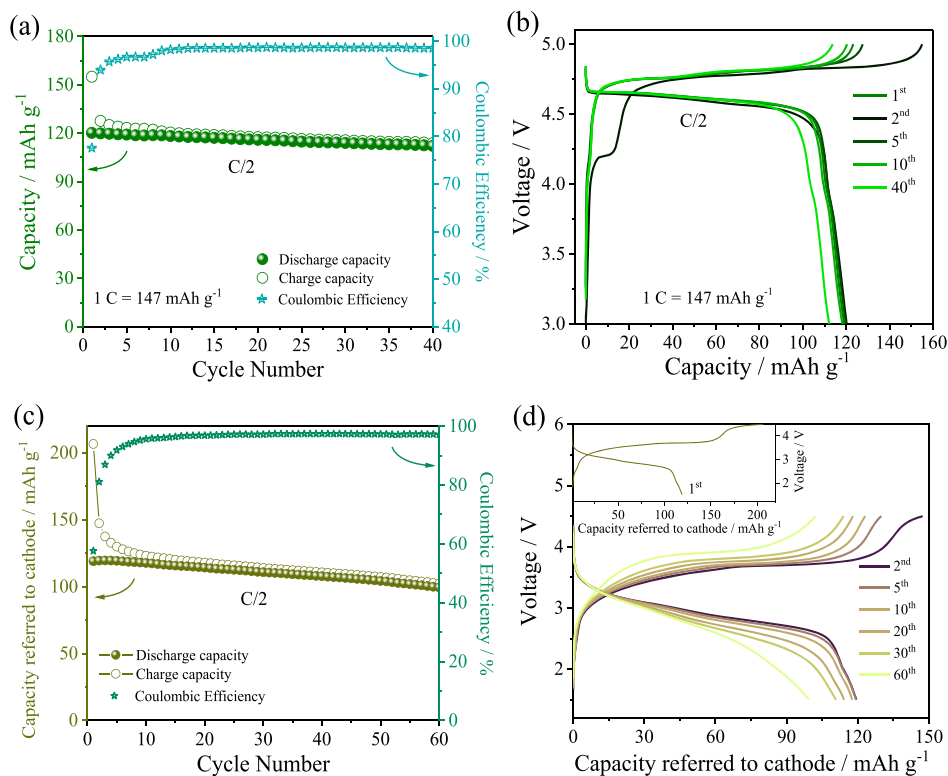 (a)
180
150
120
90
60
30
0
Capacity / mAh g⁻¹
C/2
Discharge capacity
Charge capacity
Coulombic Efficiency
1 C = 147 mAh g⁻¹
0 5 10 15 20 25 30 35 40
Cycle Number
100
90
80
70
60
50
40
Coulombic Efficiency / %
(b)
5.0
4.5
4.0
3.5
3.0
Voltage / V
C/2
1st
2nd
5th
10th
40th
1 C = 147 mAh g⁻¹
0 20 40 60 80 100 120 140 160
Capacity / mAh g⁻¹
(c)
200
150
100
50
0
Capacity referred to cathode / mAh g⁻¹
C/2
Discharge capacity
Charge capacity
Coulombic Efficiency
0 10 20 30 40 50 60
Cycle Number
100
80
60
40
20
0
Coulombic Efficiency / %
(d)
6
5
4
3
2
Voltage / V
4
3
2
Voltage / V
1st
50 100 150 200
Capacity referred to cathode / mAh g⁻¹
2nd
5th
10th
20th
30th
60th
0 30 60 90 120 150
Capacity referred to cathode / mAh g⁻¹